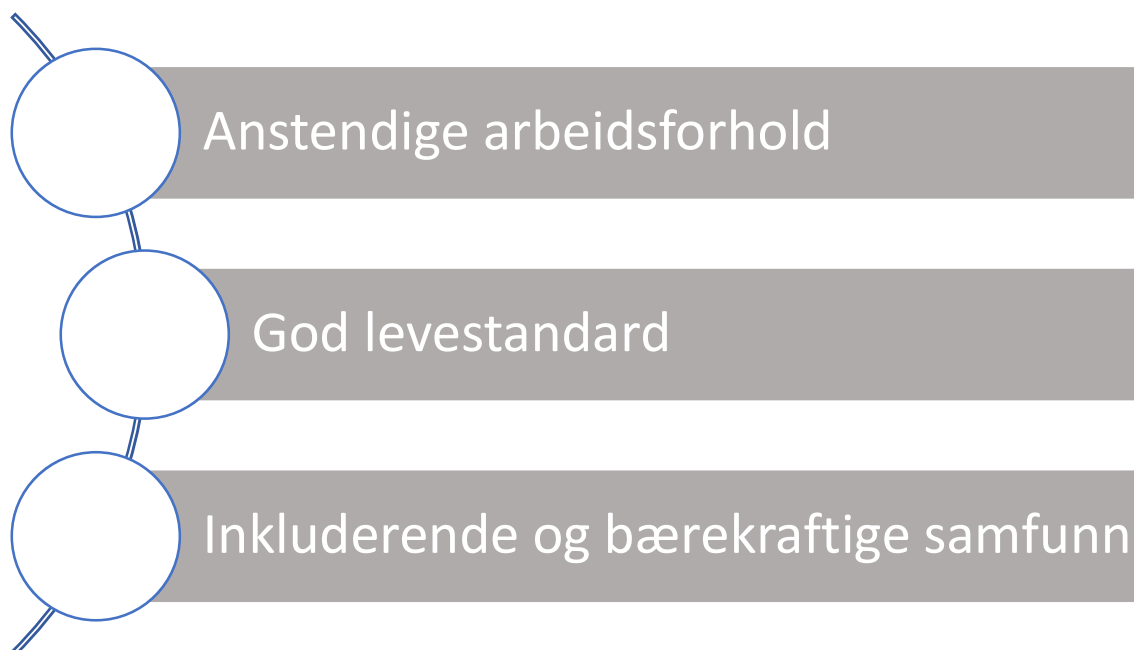 Anstendige arbeidsforhold
God levestandard
Inkluderende og bærekraftige samfunn